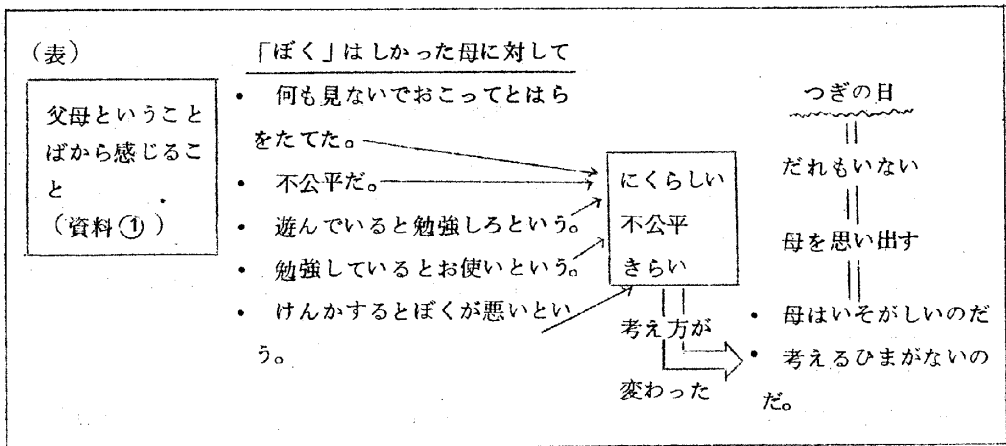 （表）
父母ということ
ばから感じるこ
と
（資料①）
「ぼく」はしかった母に対して
・ 何も見ないでおこってとはら
をたてた。
・ 不公平だ。
・ 遊んでいると勉強しろという。
・ 勉強しているとお使いという。
・ けんかするとぼくが悪いとい
う。
にくらしい
不公平
きらい
考え方が
変わった
つぎの日
だれもいない
母を思い出す
・ 母はいそがしいのだ
・ 考えるひまがないの
だ。